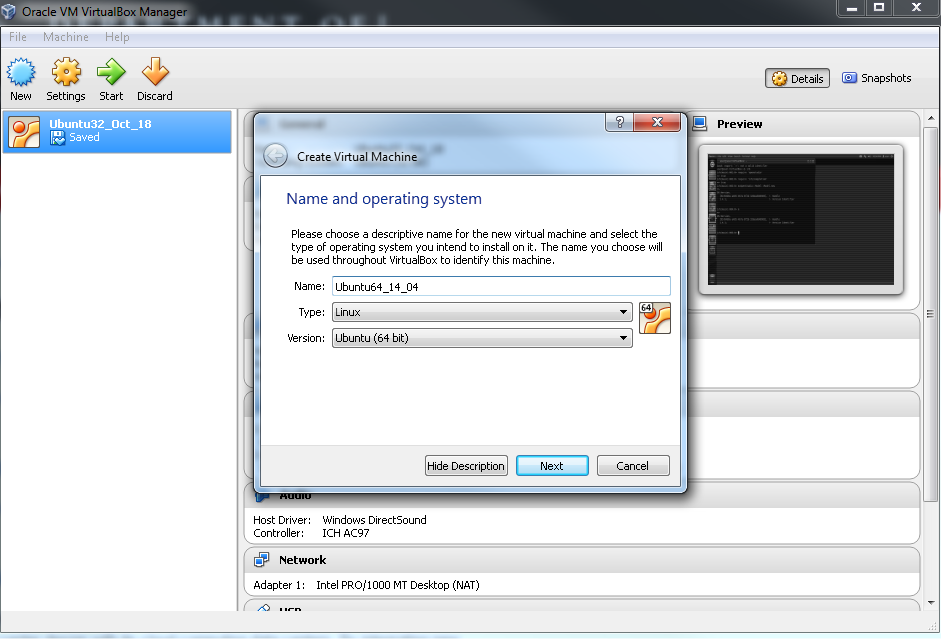 Oracle VM VirtualBox Manager
File Machine Help
New Settings Start Discard
Details Snapshots
Ubuntu32_Oct_18
Saved
General
Preview
?
Create Virtual Machine
Name and operating system
Please choose a descriptive name for the new virtual machine and select the
type of operating system you intend to install on it. The name you choose will
be used throughout VirtualBox to identify this machine.
Name: Ubuntu64_14_04
Type: Linux
64
Version: Ubuntu (64 bit)
Hide Description Next Cancel
Audio
Host Driver: Windows DirectSound
Controller: ICH AC97
Network
Adapter 1: Intel PRO/1000 MT Desktop (NAT)
USB